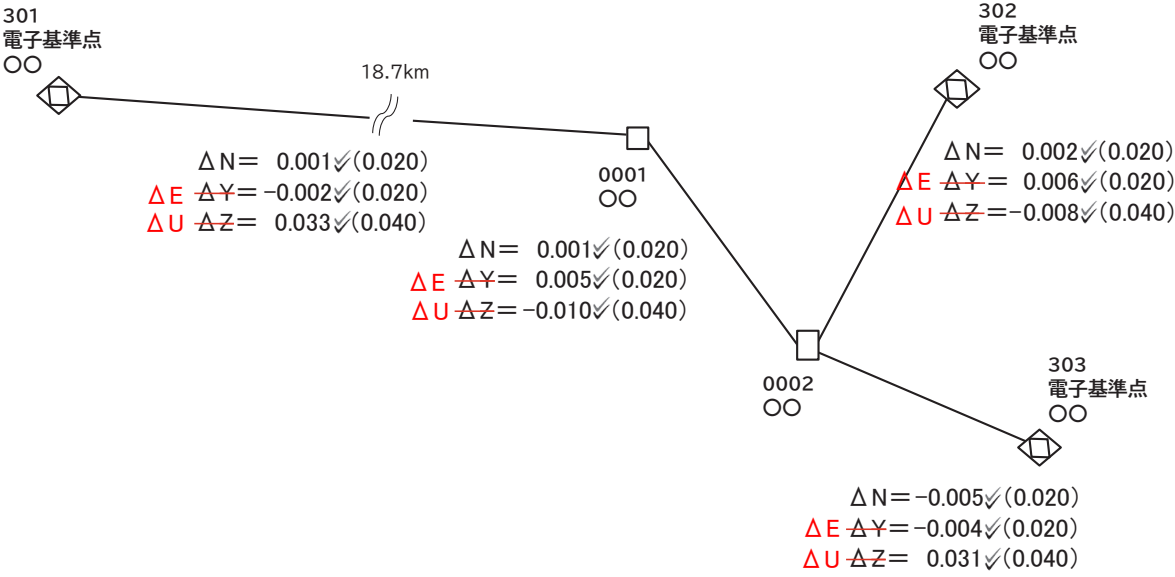 301
電子基準点
○○
302
電子基準点
○○
18.7km
0001
○○
ΔN= 0.001✓(0.020)
ΔE ΔY= -0.002✓(0.020)
ΔU ΔZ= 0.033✓(0.040)
ΔN= 0.002✓(0.020)
ΔE ΔY= 0.006✓(0.020)
ΔU ΔZ=-0.008✓(0.040)
ΔN= 0.001✓(0.020)
ΔE ΔY= 0.005✓(0.020)
ΔU ΔZ= -0.010✓(0.040)
0002
○○
303
電子基準点
○○
ΔN=-0.005✓(0.020)
ΔE ΔY=-0.004✓(0.020)
ΔU ΔZ= 0.031✓(0.040)